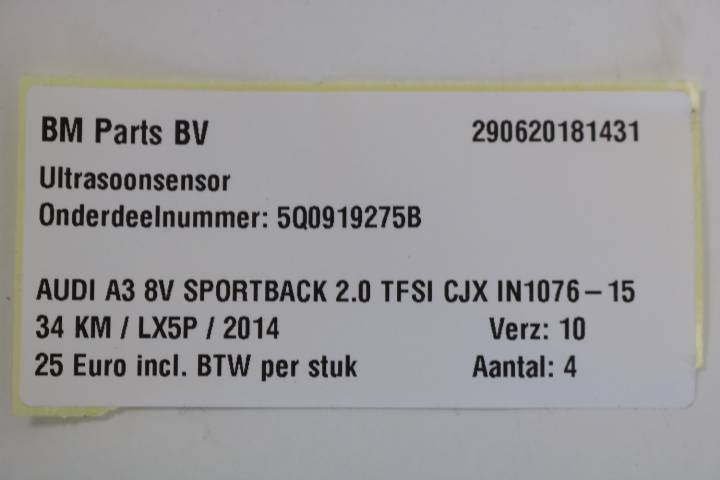 BM Parts BV 290620181431
Ultrasoonsensor
Onderdeelnummer: 5Q0919275B
AUDI A3 8V SPORTBACK 2.0 TFSI CJX IN1076-15
34 KM / LX5P / 2014 Verz: 10
25 Euro incl. BTW per stuk Aantal: 4